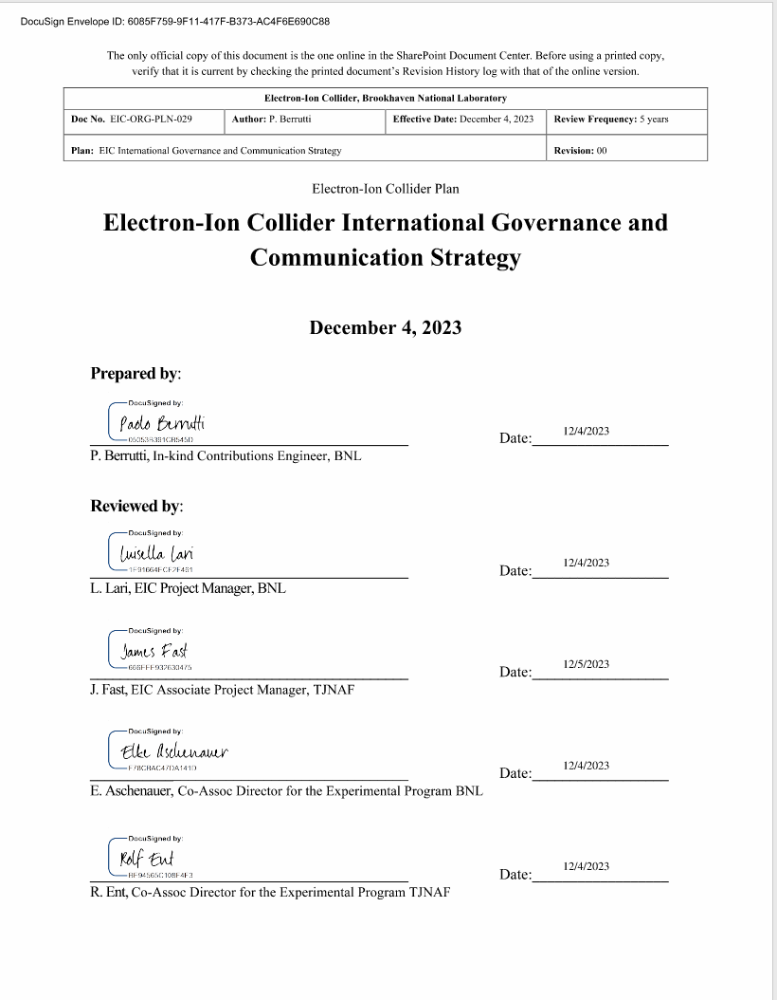 DocuSign Envelope ID: 6085F759-9F11-417F-B373-AC4F6E690C88
The only official copy of this document is the one online in the SharePoint Document Center. Before using a printed copy,
verify that it is current by checking the printed document's Revision History log with that of the online version.
Electron-Ion Collider, Brookhaven National Laboratory
Doc No. EIC-ORG-PLN-029 Author: P. Berrutti Effective Date: December 4, 2023 Review Frequency: 5 years
Plan: EIC International Governance and Communication Strategy Revision: 00
Electron-Ion Collider Plan
Electron-Ion Collider International Governance and
Communication Strategy
December 4, 2023
Prepared by:
DocuSigned by:
Paolo Berrutti
05053B391CB545D
Date: 12/4/2023
P. Berrutti, In-kind Contributions Engineer, BNL
Reviewed by:
DocuSigned by:
Luisella Lari
Date: 12/4/2023
L. Lari, EIC Project Manager, BNL
DocuSigned by:
James Fast
Date: 12/5/2023
J. Fast, EIC Associate Project Manager, TJNAF
DocuSigned by:
Elke Aschenauer
F78CBAC47DA141D
Date: 12/4/2023
E. Aschenauer, Co-Assoc Director for the Experimental Program BNL
DocuSigned by:
Rolf Ent
Date: 12/4/2023
R. Ent, Co-Assoc Director for the Experimental Program TJNAF